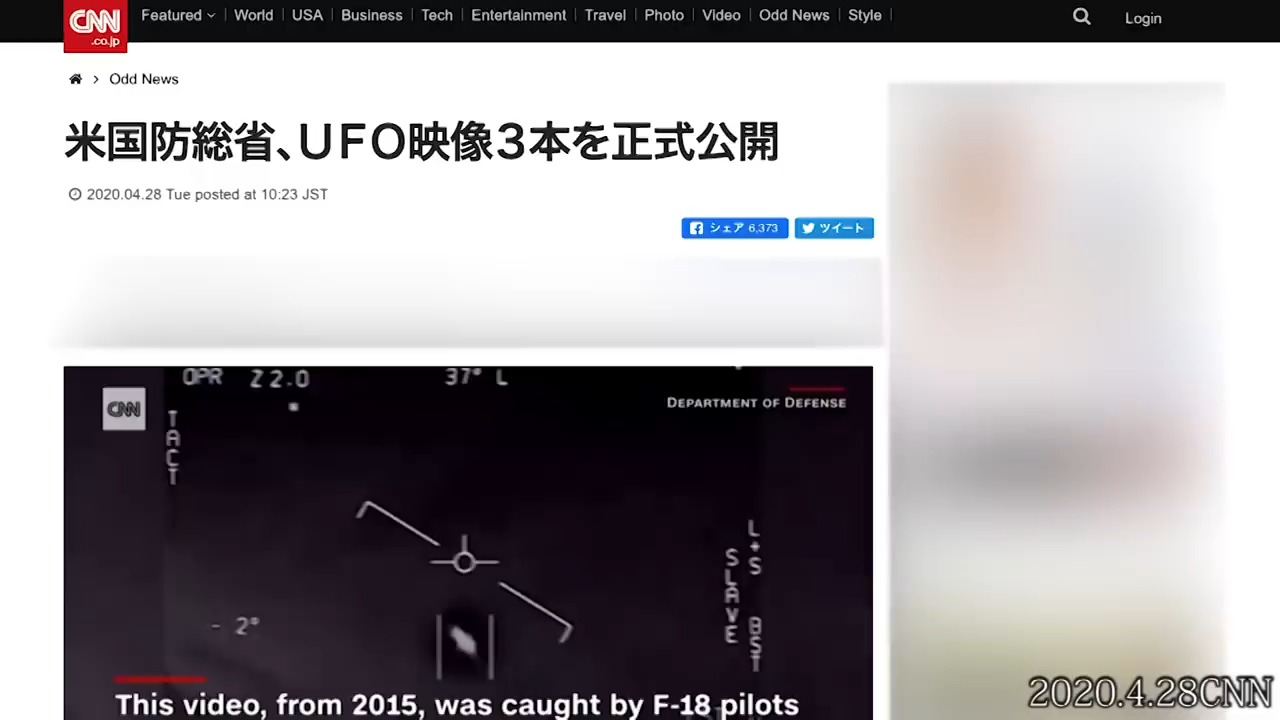 CNN
.co.jp
Featured World USA Business Tech Entertainment Travel Photo Video Odd News Style Login
Odd News
米国防総省、UFO映像3本を正式公開
2020.04.28 Tue posted at 10:23 JST
シェア 6,373 ツイート
OPR Z2.0 37° L
CNN
DEPARTMENT OF DEFENSE
TACT
L+S BST
SLAVE
- 2°
This video, from 2015, was caught by F-18 pilots
2020.4.28CNN